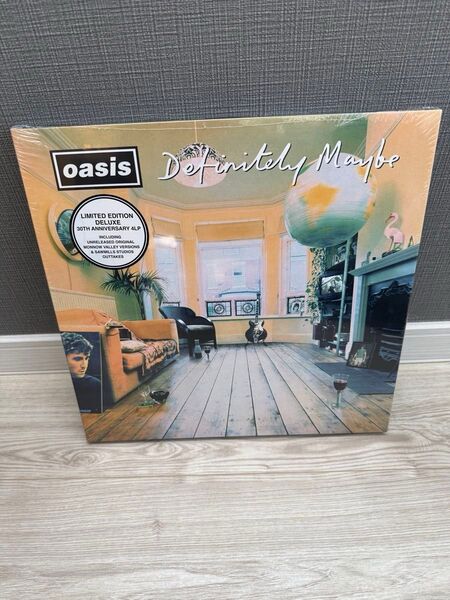 oasis
Definitely Maybe
LIMITED EDITION
DELUXE
30TH ANNIVERSARY 4LP
INCLUDING
UNRELEASED ORIGINAL
MONNOW VALLEY VERSIONS
& SAWMILLS STUDIOS
OUTTAKES